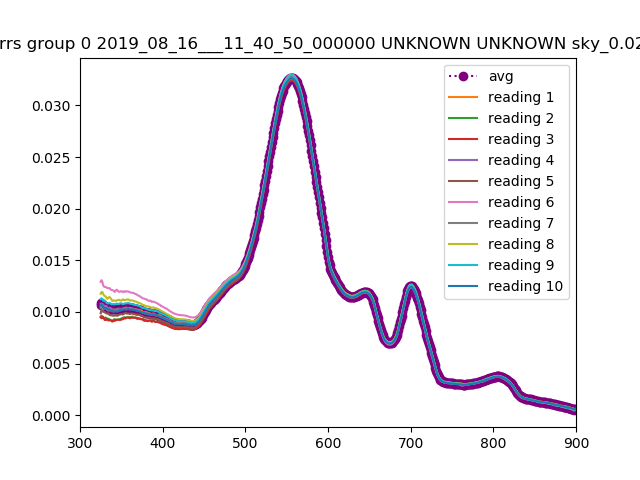 rrs group 0 2019_08_16___11_40_50_000000 UNKNOWN UNKNOWN sky_0.02
avg
reading 1
reading 2
reading 3
reading 4
reading 5
reading 6
reading 7
reading 8
reading 9
reading 10
0.030
0.025
0.020
0.015
0.010
0.005
0.000
300 400 500 600 700 800 900